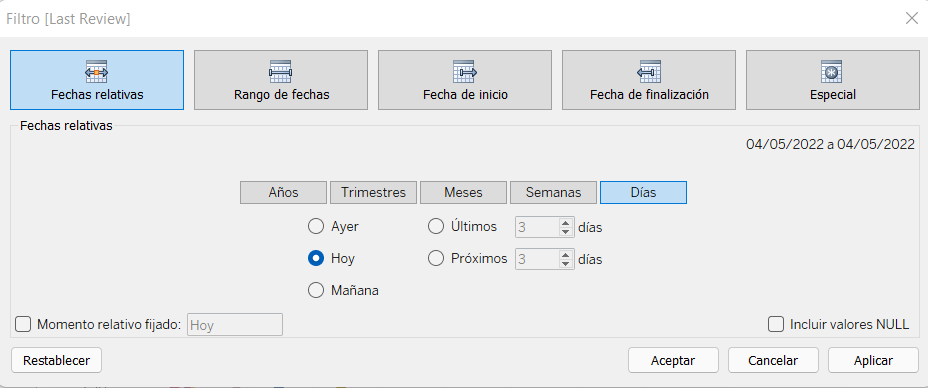 Filtro [Last Review]
Fechas relativas
Rango de fechas
Fecha de inicio
Fecha de finalización
Especial
Fechas relativas
04/05/2022 a 04/05/2022
Años
Trimestres
Meses
Semanas
Días
Ayer
Últimos 3 días
Hoy
Próximos 3 días
Mañana
Momento relativo fijado: Hoy
Incluir valores NULL
Restablecer
Aceptar
Cancelar
Aplicar